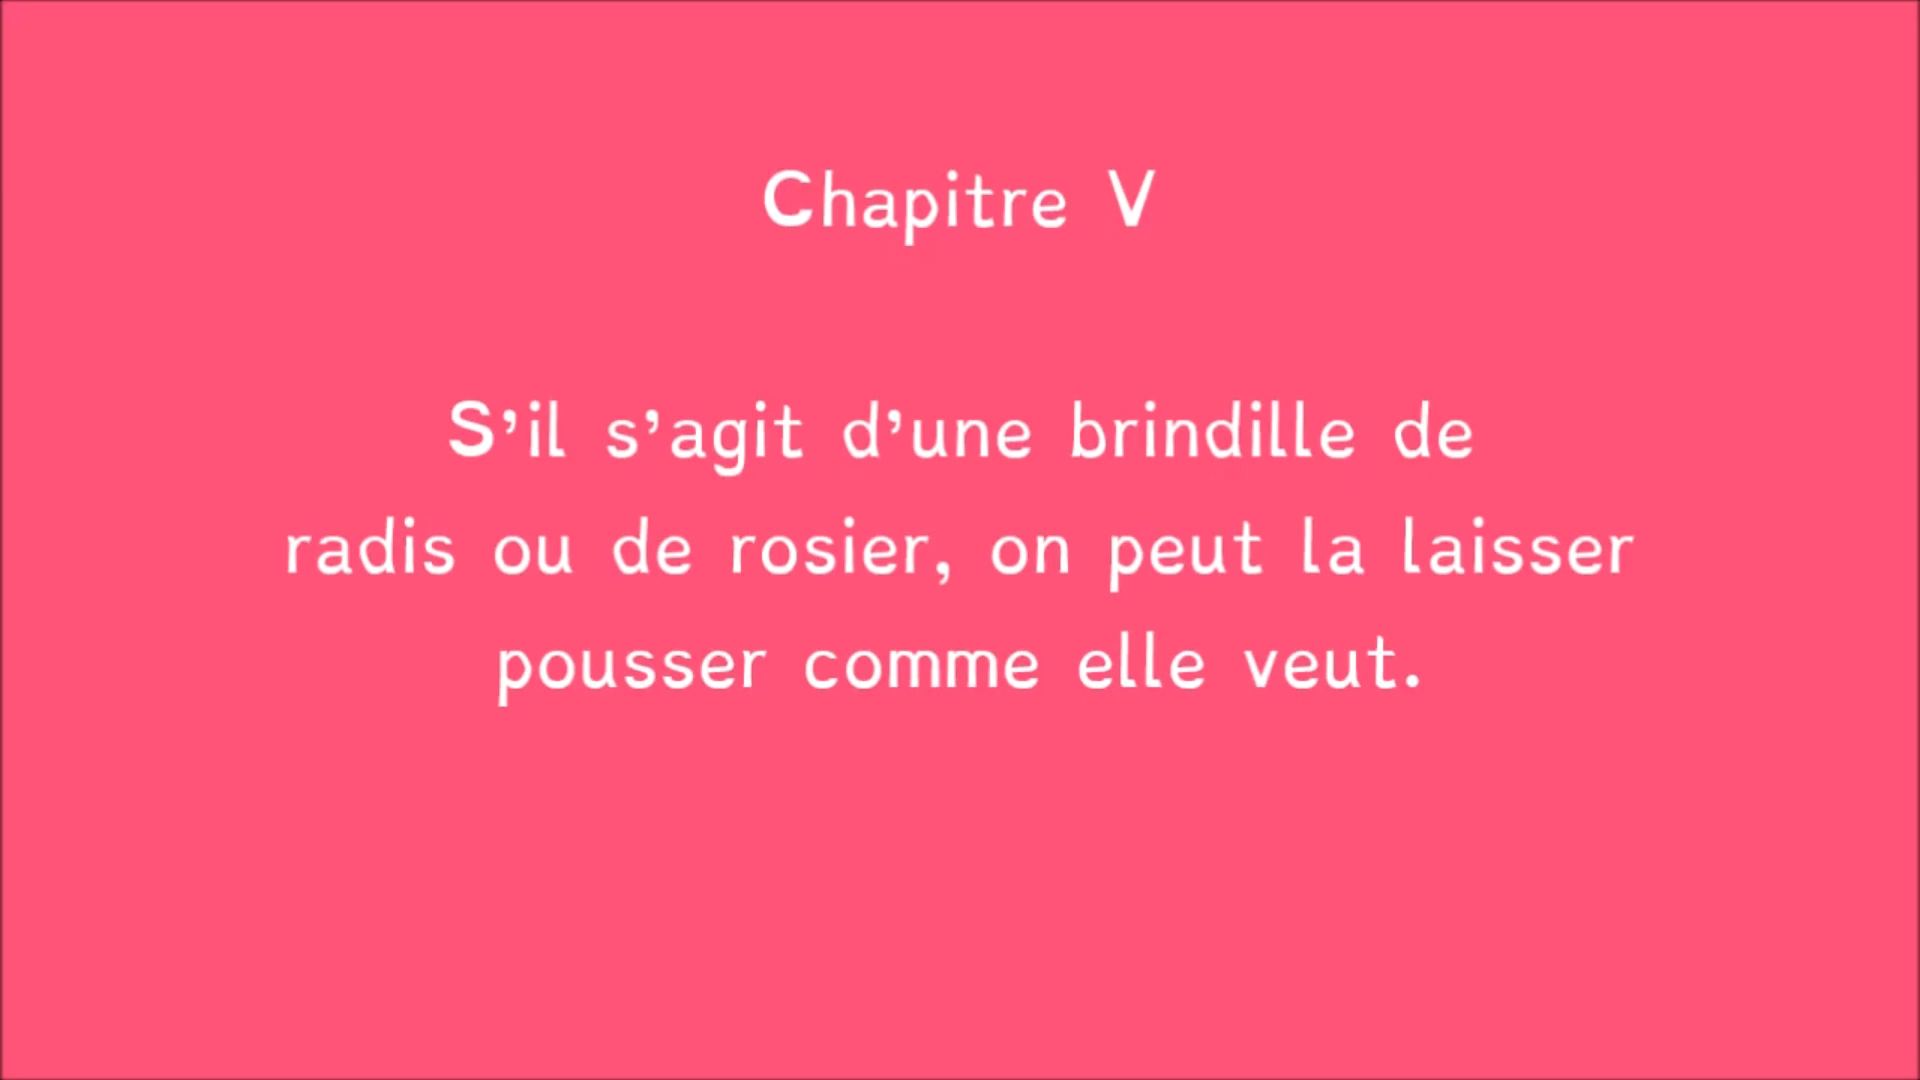 Chapitre V
S’il s’agit d’une brindille de
radis ou de rosier, on peut la laisser
pousser comme elle veut.